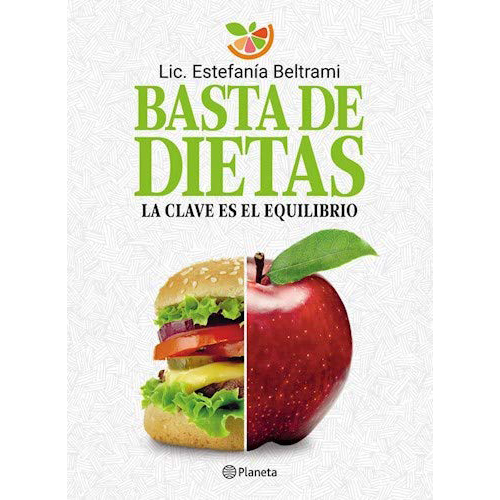 Lic. Estefanía Beltrami
BASTA DE
DIETAS
LA CLAVE ES EL EQUILIBRIO
Planeta